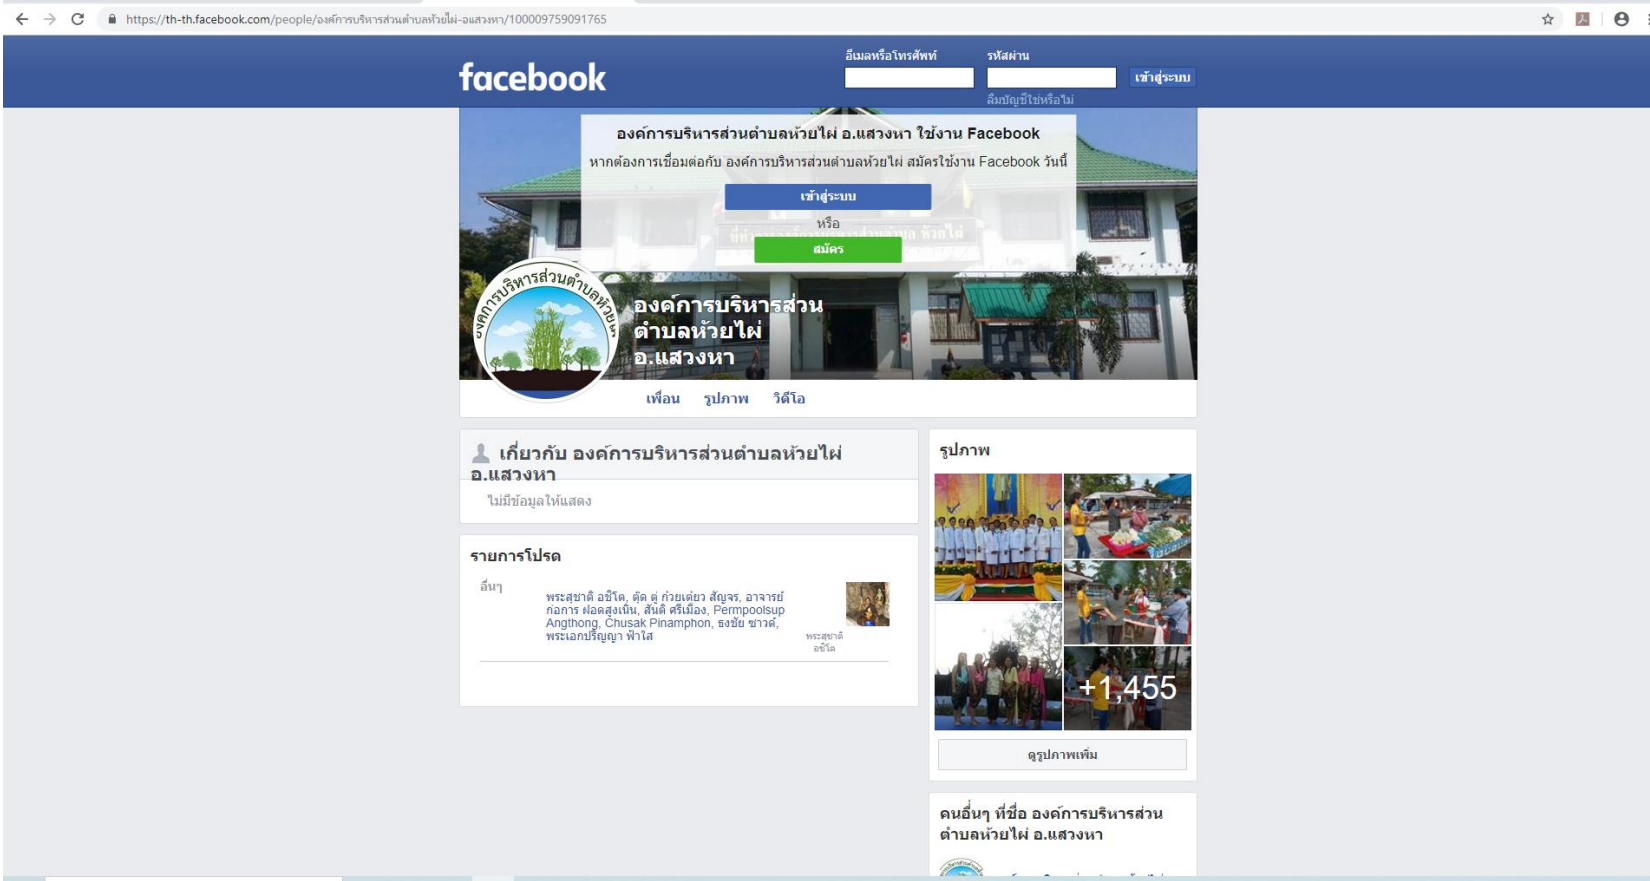 https://th-th.facebook.com/people/องค์การบริหารส่วนตำบลห้วยไผ่-อแสวงหา/100009759091765
facebook
อีเมลหรือโทรศัพท์
รหัสผ่าน
เข้าสู่ระบบ
ลืมบัญชีใช่หรือไม่
องค์การบริหารส่วนตำบลห้วยไผ่ อ.แสวงหา ใช้งาน Facebook
หากต้องการเชื่อมต่อกับ องค์การบริหารส่วนตำบลห้วยไผ่ สมัครใช้งาน Facebook วันนี้
เข้าสู่ระบบ
หรือ
สมัคร
องค์การบริหารส่วน
ตำบลห้วยไผ่
อ.แสวงหา
เพื่อน รูปภาพ วิดีโอ
เกี่ยวกับ องค์การบริหารส่วนตำบลห้วยไผ่
อ.แสวงหา
ไม่มีข้อมูลให้แสดง
รายการโปรด
อื่นๆ
พระสุชาติ อชิโต, ตุ๊ด ตู่ ก๋วยเตี๋ยว สัญจร, อาจารย์
ก่อการ ฝอดสูงเนิน, สันติ ศรีเมือง, Permpoolsup
Angthong, Chusak Pinamphon, ธงชัย ชาวด์,
พระเอกปริญญา ฟ้าใส
พระสุชาติ
อชิโต
รูปภาพ
+1,455
ดูรูปภาพเพิ่ม
คนอื่นๆ ที่ชื่อ องค์การบริหารส่วน
ตำบลห้วยไผ่ อ.แสวงหา